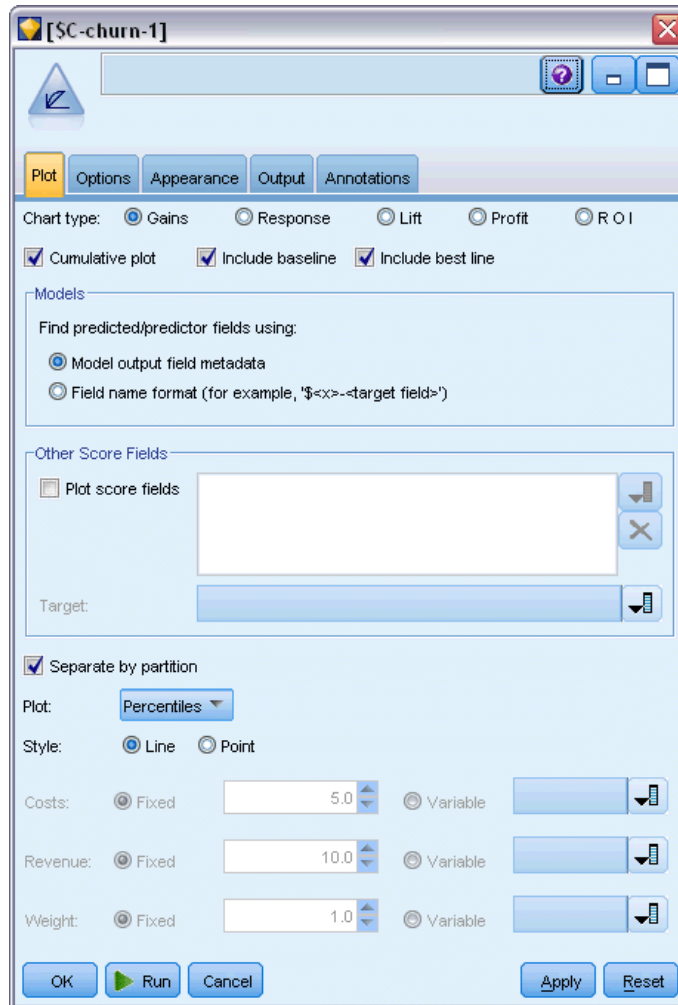 [$C-churn-1]
Plot Options Appearance Output Annotations
Chart type: Gains Response Lift Profit R O I
Cumulative plot Include baseline Include best line
Models
Find predicted/predictor fields using:
Model output field metadata
Field name format (for example, '$<x>-<target field>')
Other Score Fields
Plot score fields
Target:
Separate by partition
Plot: Percentiles
Style: Line Point
Costs: Fixed 5.0 Variable
Revenue: Fixed 10.0 Variable
Weight: Fixed 1.0 Variable
OK Run Cancel Apply Reset